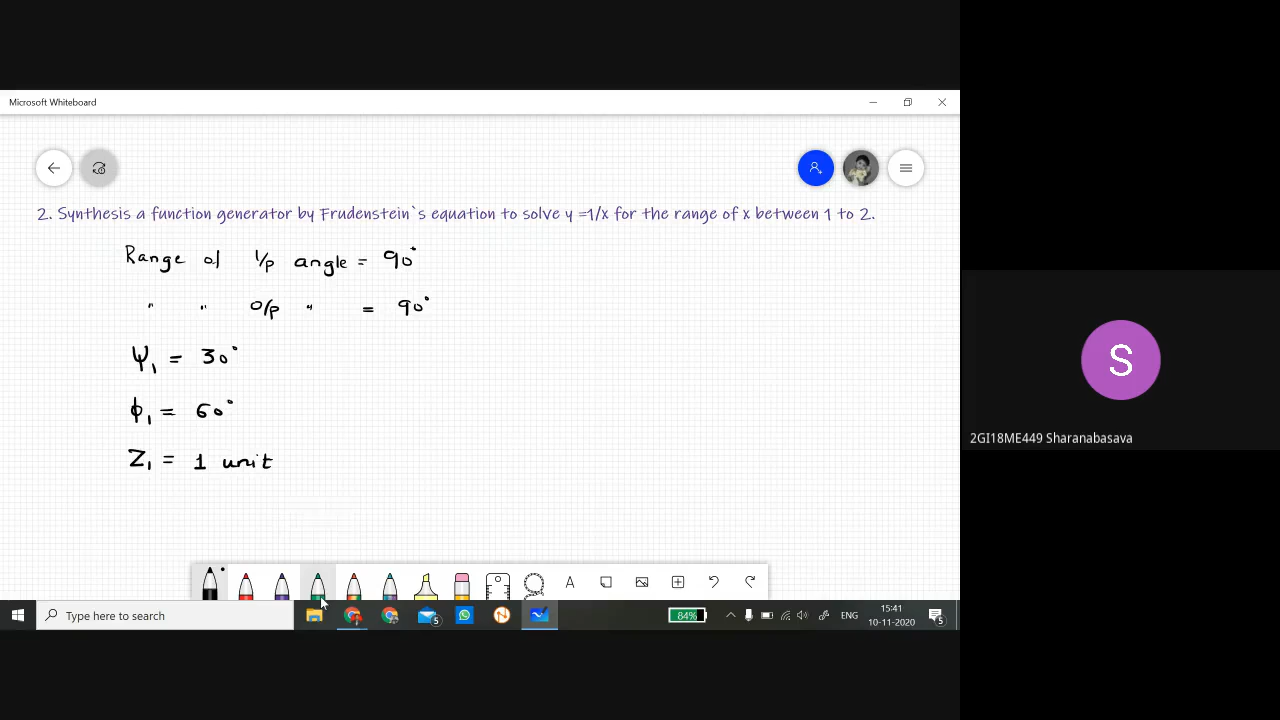 Microsoft Whiteboard
2. Synthesis a function generator by Frudenstein`s equation to solve y =1/x for the range of x between 1 to 2.
Range of I/p angle = 90°
" " O/p " = 90°
Ψ₁ = 30°
ϕ₁ = 60°
Z₁ = 1 unit
S
2GI18ME449 Sharanabasava
A
Type here to search
5
84%
ENG
15:41
10-11-2020
5